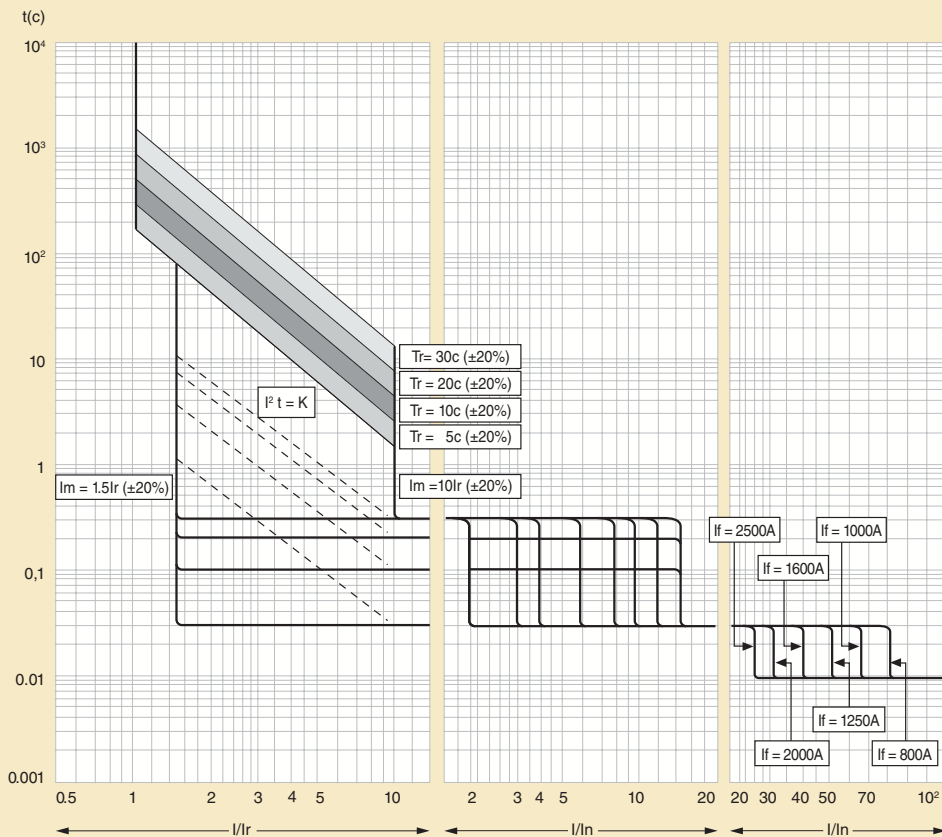 t(c)
10⁴
10³
10²
10
1
0,1
0.01
0.001
Tr= 30c (±20%)
Tr= 20c (±20%)
Tr= 10c (±20%)
Tr= 5c (±20%)
I² t = K
Im = 1.5Ir (±20%)
Im =10Ir (±20%)
If = 2500A
If = 1000A
If = 1600A
If = 1250A
If = 2000A
If = 800A
0.5 1 2 3 4 5 10
2 3 4 5 10 20
20 30 40 50 70 10²
I/Ir
I/In
I/In